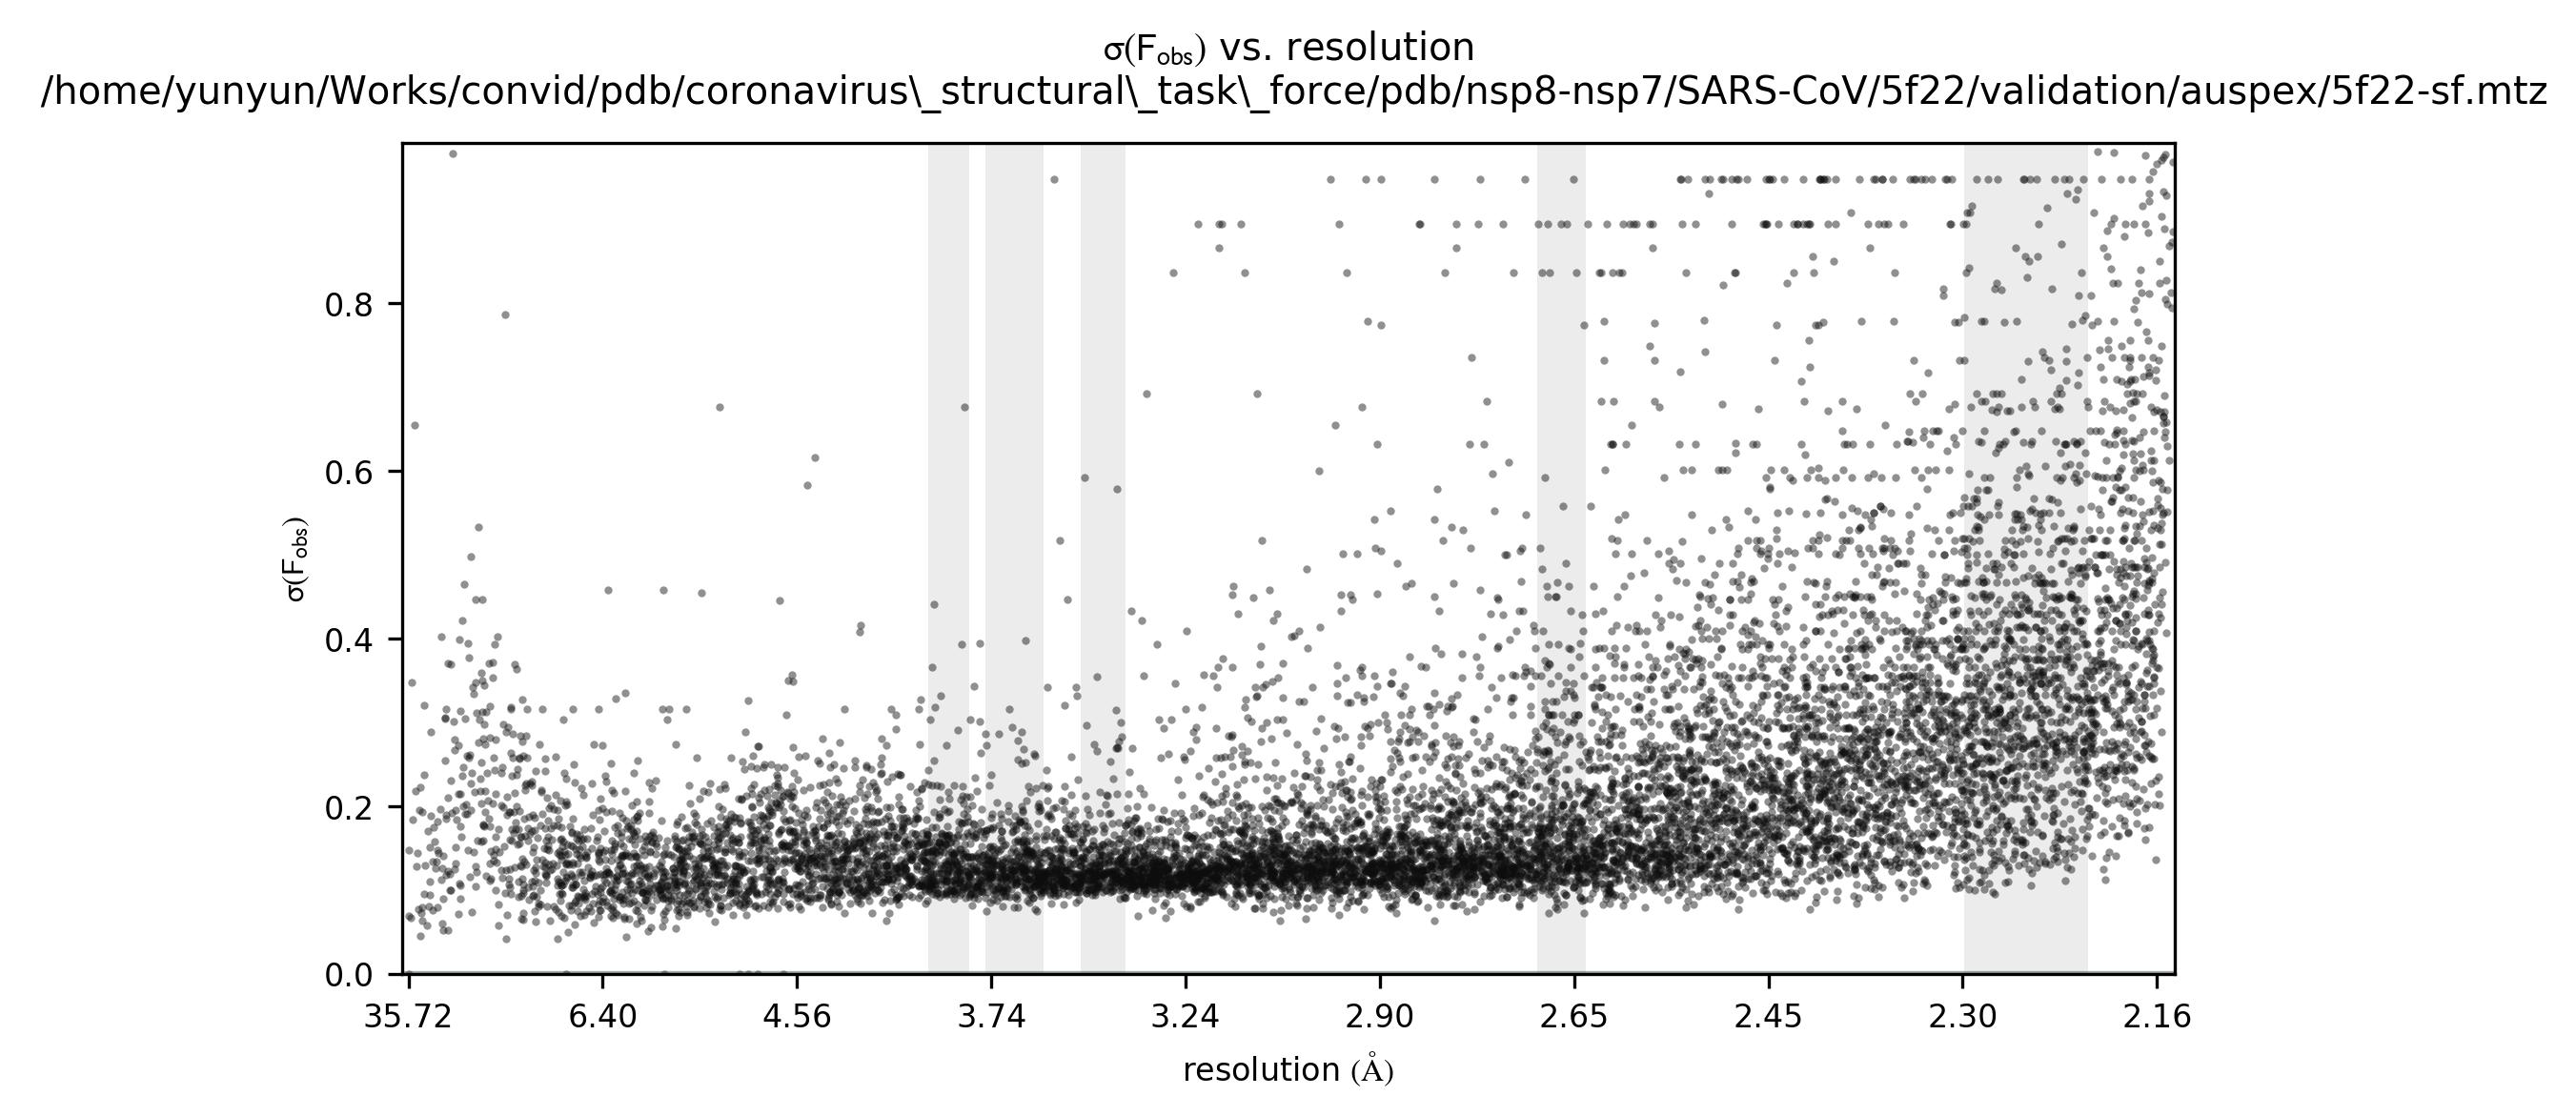 σ(Fobs) vs. resolution
/home/yunyun/Works/convid/pdb/coronavirus\_structural\_task\_force/pdb/nsp8-nsp7/SARS-CoV/5f22/validation/auspex/5f22-sf.mtz
0.8
0.6
0.4
0.2
0.0
σ(Fobs)
35.72 6.40 4.56 3.74 3.24 2.90 2.65 2.45 2.30 2.16
resolution (Å)